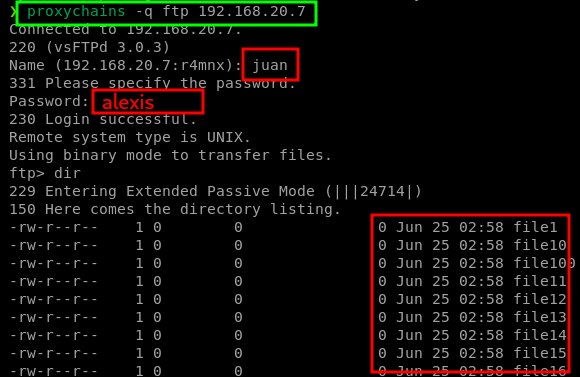 ❯ proxychains -q ftp 192.168.20.7
Connected to 192.168.20.7.
220 (vsFTPd 3.0.3)
Name (192.168.20.7:r4mnx): juan
331 Please specify the password.
Password: alexis
230 Login successful.
Remote system type is UNIX.
Using binary mode to transfer files.
ftp> dir
229 Entering Extended Passive Mode (|||24714|)
150 Here comes the directory listing.
-rw-r--r-- 1 0 0 0 Jun 25 02:58 file1
-rw-r--r-- 1 0 0 0 Jun 25 02:58 file10
-rw-r--r-- 1 0 0 0 Jun 25 02:58 file100
-rw-r--r-- 1 0 0 0 Jun 25 02:58 file11
-rw-r--r-- 1 0 0 0 Jun 25 02:58 file12
-rw-r--r-- 1 0 0 0 Jun 25 02:58 file13
-rw-r--r-- 1 0 0 0 Jun 25 02:58 file14
-rw-r--r-- 1 0 0 0 Jun 25 02:58 file15
-rw-r--r-- 1 0 0 0 Jun 25 02:58 file16